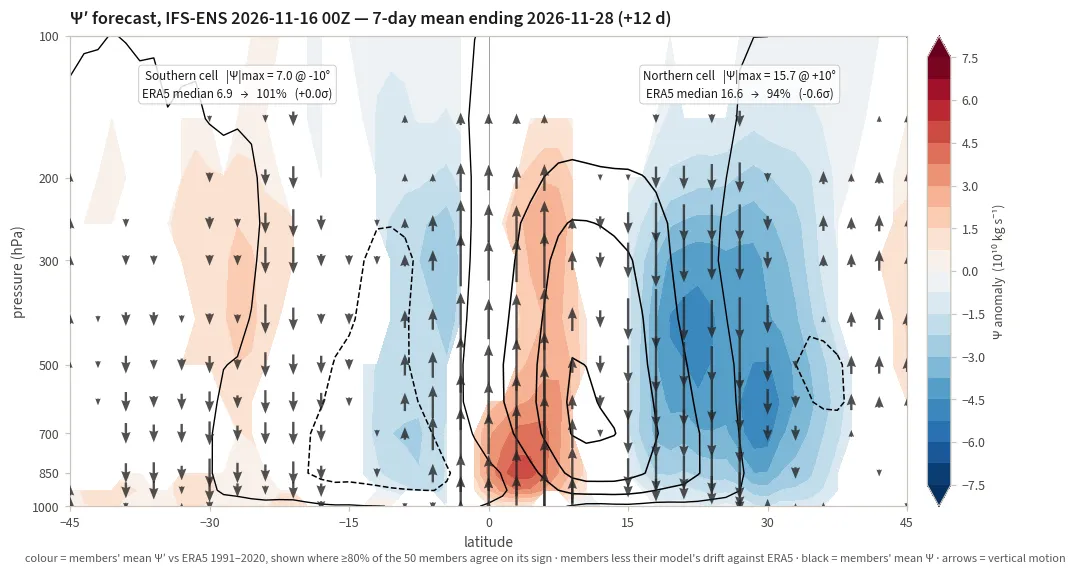 Ψ′ forecast, IFS-ENS 2026-11-16 00Z — 7-day mean ending 2026-11-28 (+12 d)
Southern cell |Ψ|max = 7.0 @ -10°
ERA5 median 6.9 → 101% (+0.0σ)
Northern cell |Ψ|max = 15.7 @ +10°
ERA5 median 16.6 → 94% (-0.6σ)
pressure (hPa)
100
200
300
400
500
700
850
1000
−45
−30
−15
0
15
30
45
latitude
7.5
6.0
4.5
3.0
1.5
0.0
−1.5
−3.0
−4.5
−6.0
−7.5
Ψ anomaly (10¹⁰ kg s⁻¹)
colour = members' mean Ψ′ vs ERA5 1991–2020, shown where ≥80% of the 50 members agree on its sign · members less their model's drift against ERA5 · black = members' mean Ψ · arrows = vertical motion